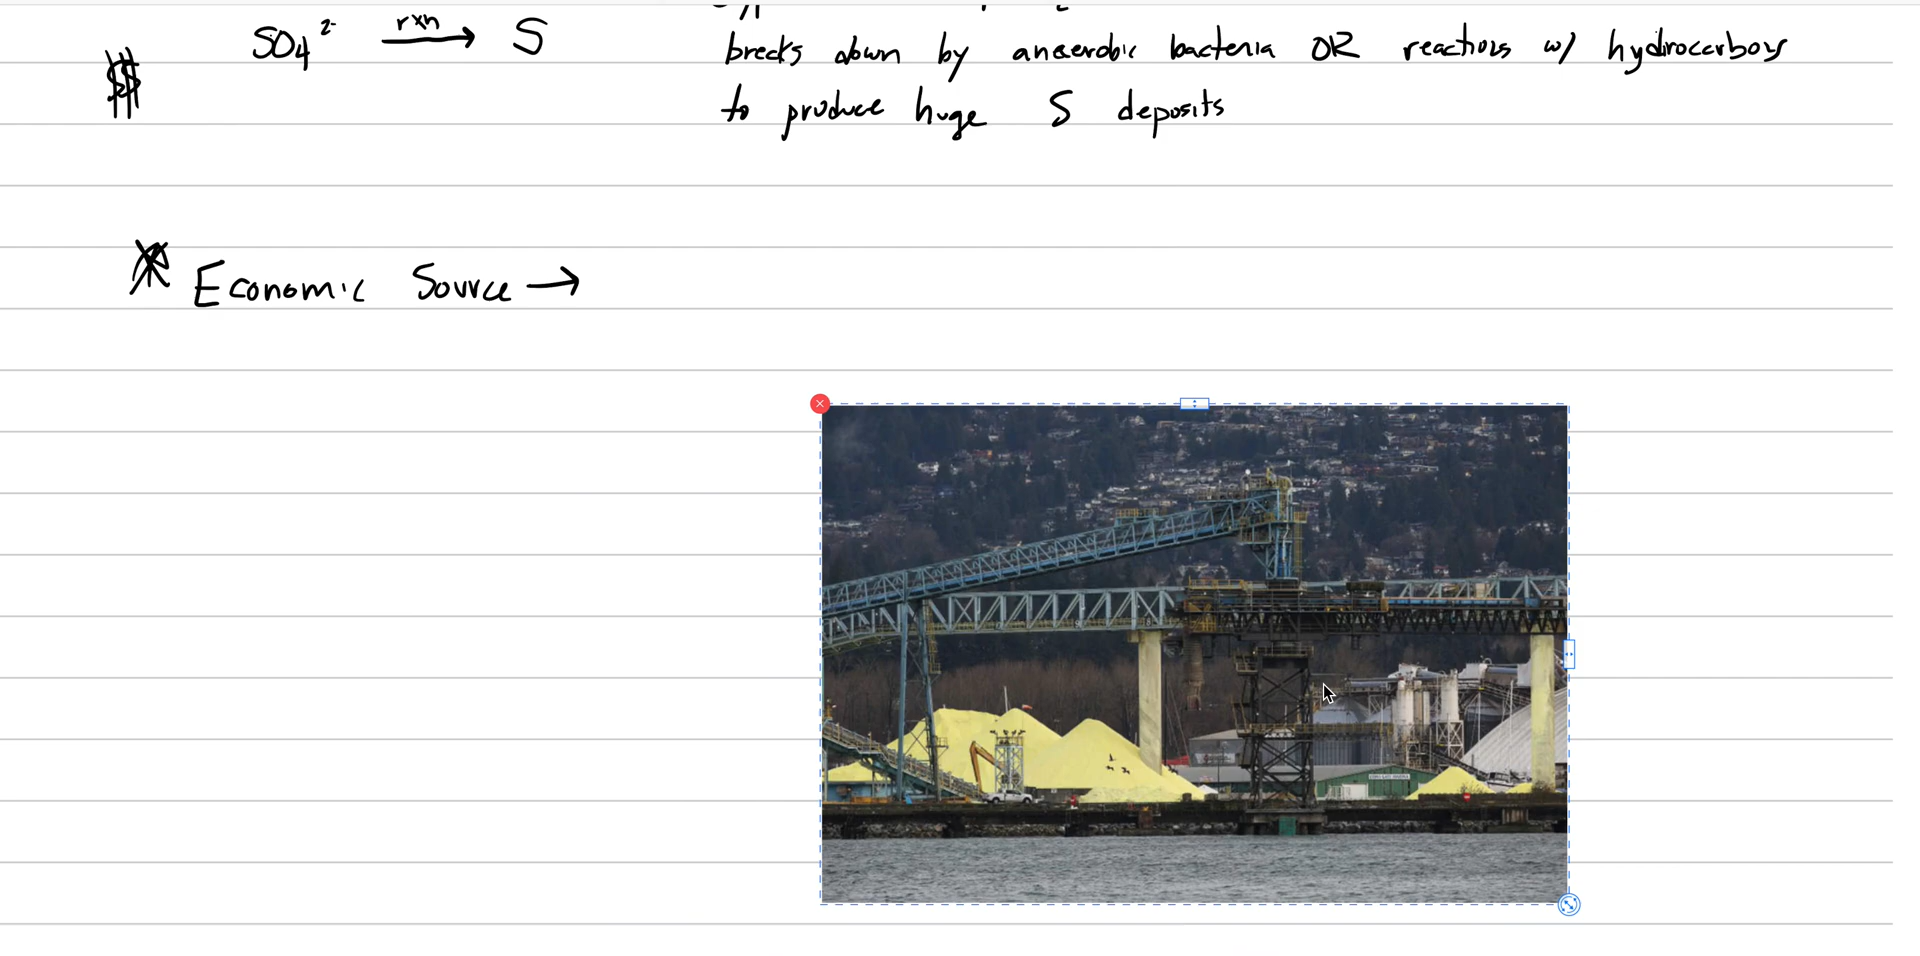 SO4 2- rxn → S
$$
breaks down by anaerobic bacteria OR reactions w/ hydrocarbons
to produce huge S deposits
* Economic Source →